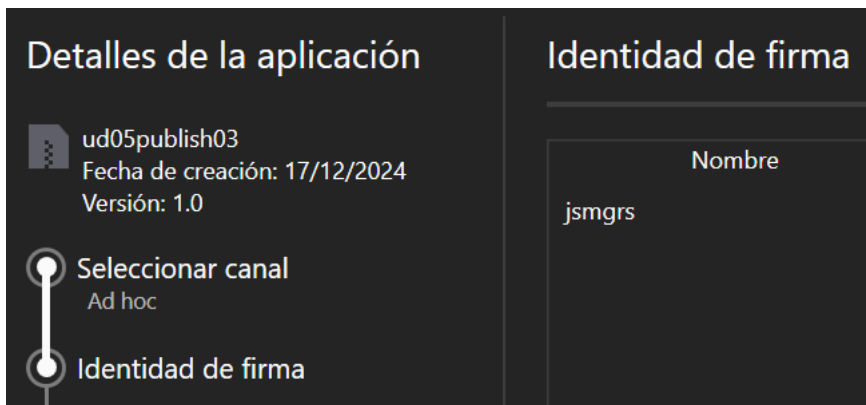 Detalles de la aplicación
ud05publish03
Fecha de creación: 17/12/2024
Versión: 1.0
Seleccionar canal
Ad hoc
Identidad de firma
Identidad de firma
Nombre
jsmgrs